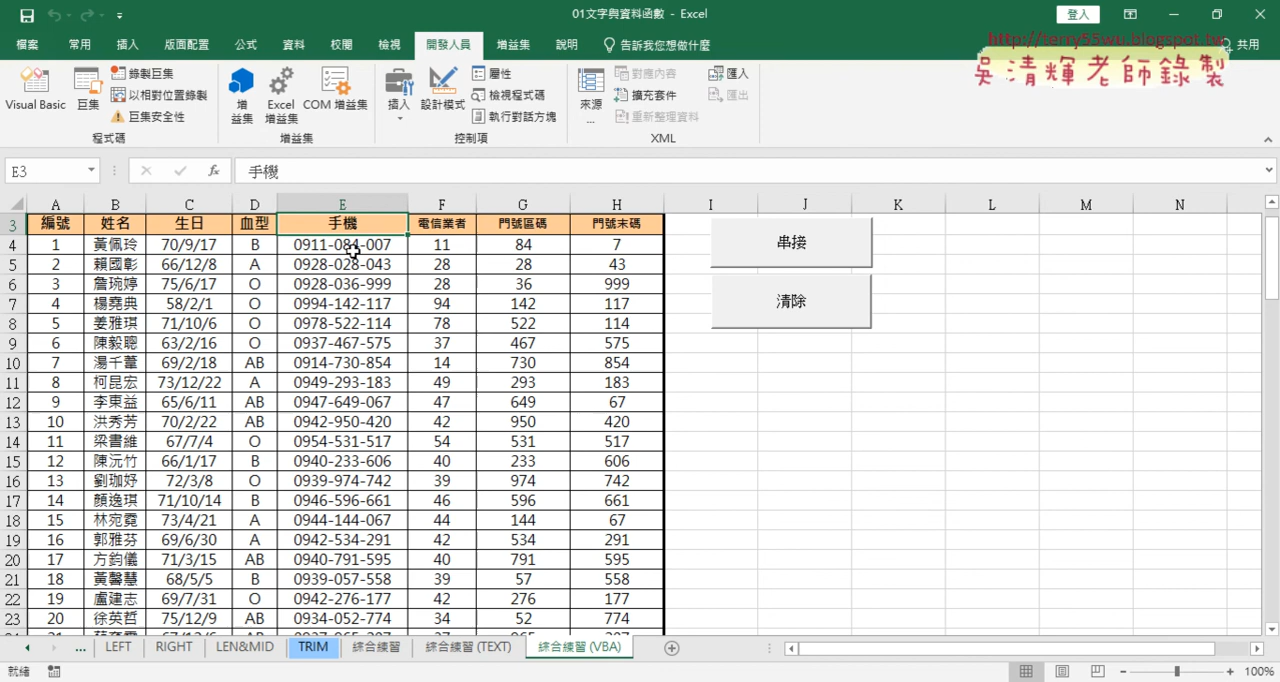 01文字與資料函數 - Excel
登入
檔案 常用 插入 版面配置 公式 資料 校閱 檢視 開發人員 增益集 說明 告訴我您想做什麼 共用
http://terry55wu.blogspot.tw
吳清輝老師錄製
Visual Basic 巨集 錄製巨集 以相對位置錄製 巨集安全性 程式碼
增益集 Excel 增益集 COM 增益集 增益集
插入 設計模式 屬性 檢視程式碼 執行對話方塊 控制項
來源... 對應內容 擴充套件 重新整理資料 匯入 匯出 XML
E3 fx 手機
A B C D E F G H I J K L M N
3 編號 姓名 生日 血型 手機 電信業者 門號區碼 門號末碼
4 1 黃佩玲 70/9/17 B 0911-084-007 11 84 7
5 2 賴國彰 66/12/8 A 0928-028-043 28 28 43
6 3 詹琬婷 75/6/17 O 0928-036-999 28 36 999
7 4 楊堯典 58/2/1 O 0994-142-117 94 142 117
8 5 姜雅琪 71/10/6 O 0978-522-114 78 522 114
9 6 陳毅聰 63/2/16 O 0937-467-575 37 467 575
10 7 湯千葦 69/2/18 AB 0914-730-854 14 730 854
11 8 柯昆宏 73/12/22 A 0949-293-183 49 293 183
12 9 李東益 65/6/11 AB 0947-649-067 47 649 67
13 10 洪秀芳 70/2/22 AB 0942-950-420 42 950 420
14 11 梁書維 67/7/4 O 0954-531-517 54 531 517
15 12 陳沅竹 66/1/17 B 0940-233-606 40 233 606
16 13 劉珈妤 72/3/8 O 0939-974-742 39 974 742
17 14 顏逸琪 71/10/14 B 0946-596-661 46 596 661
18 15 林宛霓 73/4/21 A 0944-144-067 44 144 67
19 16 郭雅芬 69/6/30 A 0942-534-291 42 534 291
20 17 方鈞儀 71/3/15 AB 0940-791-595 40 791 595
21 18 黃馨慧 68/5/5 B 0939-057-558 39 57 558
22 19 盧建志 69/7/31 O 0942-276-177 42 276 177
23 20 徐英哲 75/12/9 AB 0934-052-774 34 52 774
串接
清除
... LEFT RIGHT LEN&MID TRIM 綜合練習 綜合練習 (TEXT) 綜合練習 (VBA)
就緒 100%